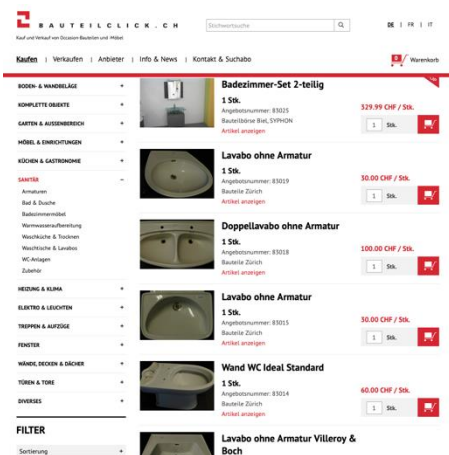 BAUTEILCLICK.CH
Stichwortsuche
DE | FR | IT
Kauf und Verkauf von Occasion-Bauteilen und -Möbel
Kaufen | Verkaufen | Anbieter | Info & News | Kontakt & Suchabo
0 Warenkorb
BODEN- & WANDBELÄGE +
KOMPLETTE OBJEKTE +
GARTEN & AUSSENBEREICH +
MÖBEL & EINRICHTUNGEN +
KÜCHEN & GASTRONOMIE +
SANITÄR –
Armaturen
Bad & Dusche
Badezimmermöbel
Warmwasseraufbereitung
Waschküche & Trocknen
Waschtische & Lavabos
WC-Anlagen
Zubehör
HEIZUNG & KLIMA +
ELEKTRO & LEUCHTEN +
TREPPEN & AUFZÜGE +
FENSTER +
WÄNDE, DECKEN & DÄCHER +
TÜREN & TORE +
DIVERSES +
FILTER
Sortierung +
Badezimmer-Set 2-teilig
1 Stk.
Angebotsnummer: 83025
Bauteilbörse Biel, SYPHON
Artikel anzeigen
329.99 CHF / Stk.
1 Stk.
Lavabo ohne Armatur
1 Stk.
Angebotsnummer: 83019
Bauteile Zürich
Artikel anzeigen
30.00 CHF / Stk.
1 Stk.
Doppellavabo ohne Armatur
1 Stk.
Angebotsnummer: 83018
Bauteile Zürich
Artikel anzeigen
100.00 CHF / Stk.
1 Stk.
Lavabo ohne Armatur
1 Stk.
Angebotsnummer: 83015
Bauteile Zürich
Artikel anzeigen
30.00 CHF / Stk.
1 Stk.
Wand WC Ideal Standard
1 Stk.
Angebotsnummer: 83014
Bauteile Zürich
Artikel anzeigen
60.00 CHF / Stk.
1 Stk.
Lavabo ohne Armatur Villeroy &
Boch